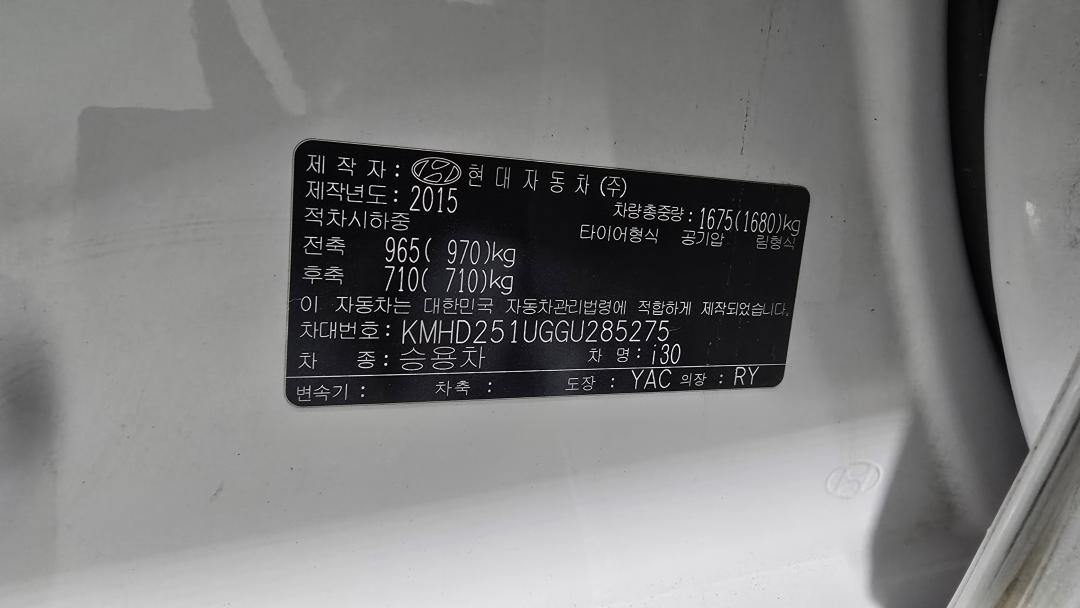 제 작 자 : 현 대 자 동 차 (주)
제작년도 : 2015
차량총중량 : 1675(1680)kg
적차시하중
타이어형식 공기압 림형식
전축 965( 970)kg
후축 710( 710)kg
이 자동차는 대한민국 자동차관리법령에 적합하게 제작되었습니다.
차대번호 : KMHD251UGGU285275
차 종 : 승용차 차 명 : i30
변속기 : 차축 : 도장 : YAC 의장 : RY